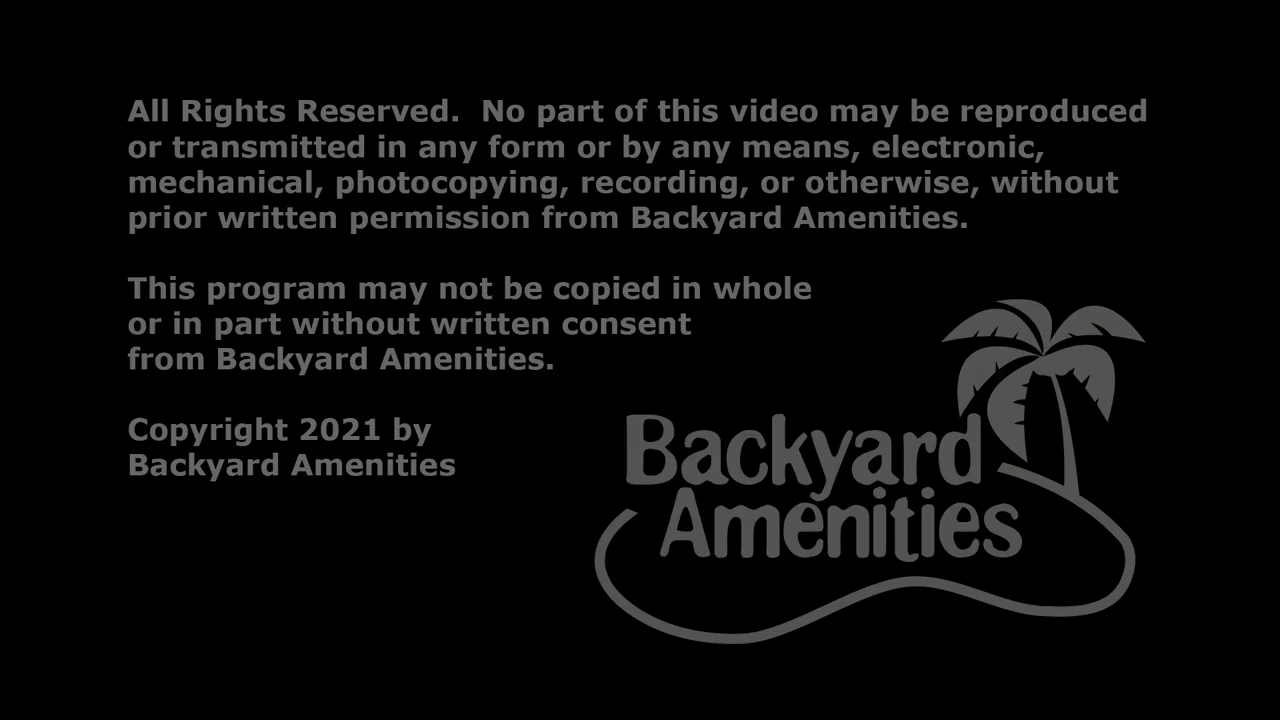 All Rights Reserved.  No part of this video may be reproduced
or transmitted in any form or by any means, electronic,
mechanical, photocopying, recording, or otherwise, without
prior written permission from Backyard Amenities.
This program may not be copied in whole
or in part without written consent
from Backyard Amenities.
Copyright 2021 by
Backyard Amenities
Backyard
Amenities